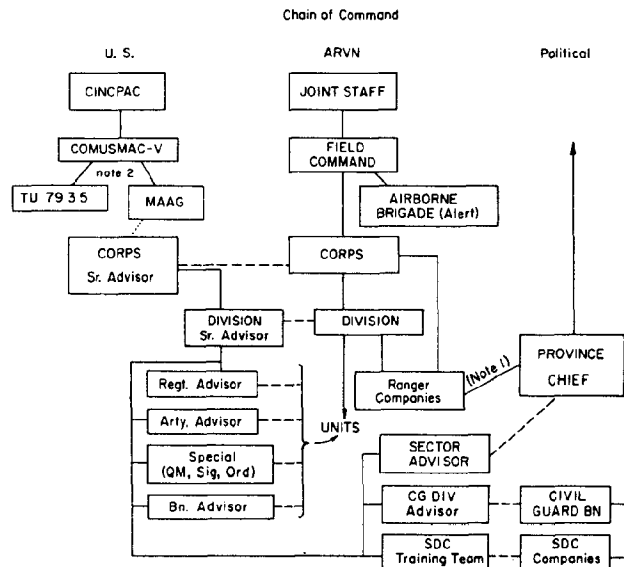 Chain of Command
U. S.
ARVN
Political
CINCPAC
JOINT STAFF
COMUSMAC-V
FIELD
COMMAND
note 2
TU 79 3 5
MAAG
AIRBORNE
BRIGADE (Alert)
CORPS
Sr. Advisor
CORPS
DIVISION
Sr. Advisor
DIVISION
PROVINCE
CHIEF
(Note 1)
Regt. Advisor
Ranger
Companies
Arty. Advisor
UNITS
SECTOR
ADVISOR
Special
(QM, Sig, Ord)
CG DIV
Advisor
CIVIL
GUARD BN
Bn. Advisor
SDC
Training Team
SDC
Companies